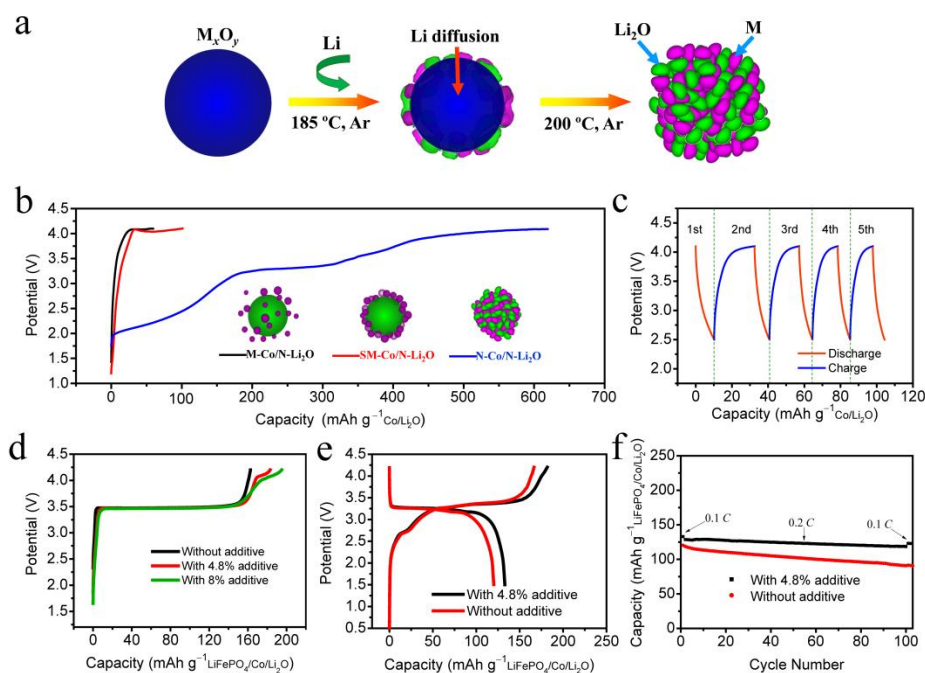 a
MxOy
Li
185 ºC, Ar
Li diffusion
200 ºC, Ar
Li₂O
M
b
Potential (V)
4.5
4.0
3.5
3.0
2.5
2.0
1.5
1.0
M-Co/N-Li₂O
SM-Co/N-Li₂O
N-Co/N-Li₂O
0 100 200 300 400 500 600 700
Capacity (mAh g⁻¹Co/Li₂O)
c
Potential (V)
4.5
4.0
3.5
3.0
2.5
2.0
1st 2nd 3rd 4th 5th
Discharge
Charge
0 20 40 60 80 100 120
Capacity (mAh g⁻¹Co/Li₂O)
d
Potential (V)
4.5
4.0
3.5
3.0
2.5
2.0
1.5
1.0
Without additive
With 4.8% additive
With 8% additive
0 40 80 120 160 200
Capacity (mAh g⁻¹LiFePO₄/Co/Li₂O)
e
Potential (V)
4.5
3.7
2.9
2.1
1.3
0.5
With 4.8% additive
Without additive
0 50 100 150 200 250
Capacity (mAh g⁻¹LiFePO₄/Co/Li₂O)
f
Capacity (mAh g⁻¹LiFePO₄/Co/Li₂O)
250
200
150
100
50
0
0.1 C
0.2 C
0.1 C
With 4.8% additive
Without additive
0 20 40 60 80 100
Cycle Number